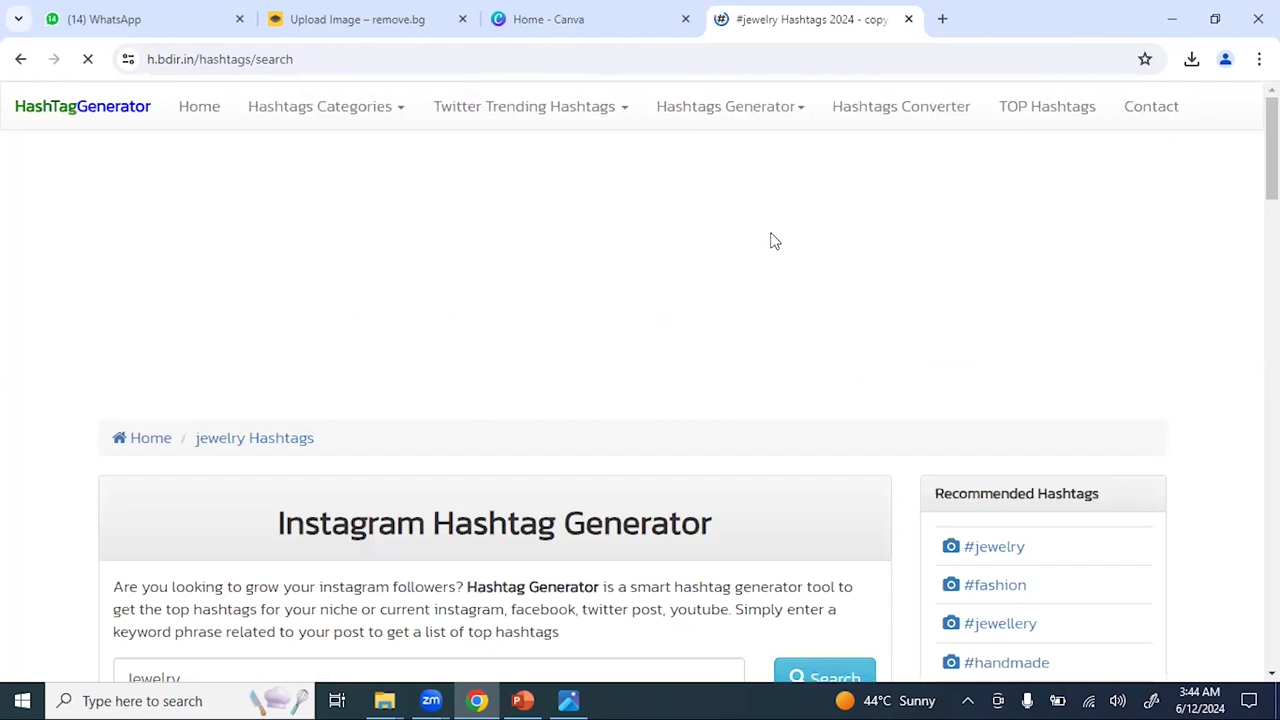 (14) WhatsApp
Upload Image – remove.bg
Home - Canva
#jewelry Hashtags 2024 - copy
h.bdir.in/hashtags/search
HashTagGenerator
Home
Hashtags Categories
Twitter Trending Hashtags
Hashtags Generator
Hashtags Converter
TOP Hashtags
Contact
Home / jewelry Hashtags
Instagram Hashtag Generator
Are you looking to grow your instagram followers? Hashtag Generator is a smart hashtag generator tool to
get the top hashtags for your niche or current instagram, facebook, twitter post, youtube. Simply enter a
keyword phrase related to your post to get a list of top hashtags
Jewelry
Search
Recommended Hashtags
#jewelry
#fashion
#jewellery
#handmade
Type here to search
44°C Sunny
3:44 AM
6/12/2024